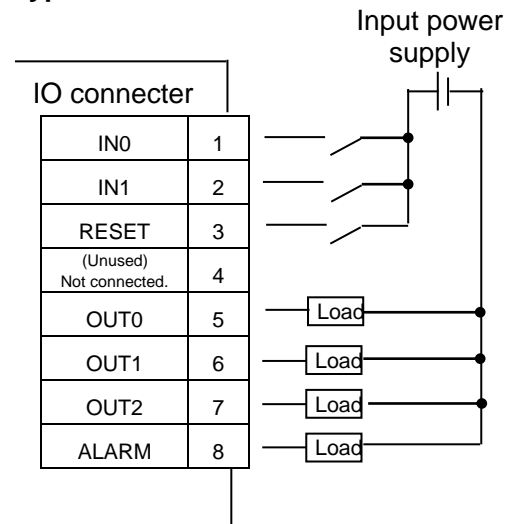 Input power
supply
IO connecter
IN0 1
IN1 2
RESET 3
(Unused)
Not connected. 4
OUT0 5 Load
OUT1 6 Load
OUT2 7 Load
ALARM 8 Load